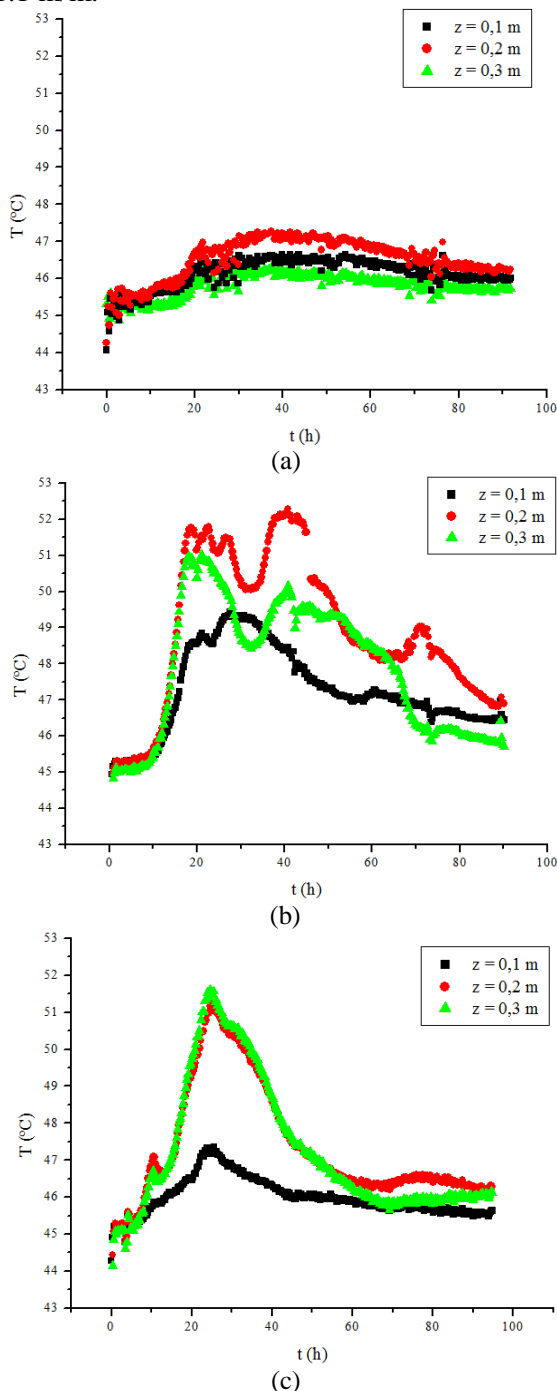 53
52
51
50
49
48
47
46
45
44
43
T (°C)
z = 0,1 m
z = 0,2 m
z = 0,3 m
0 20 40 60 80 100
t (h)
(a)
53
52
51
50
49
48
47
46
45
44
43
T (°C)
z = 0,1 m
z = 0,2 m
z = 0,3 m
0 20 40 60 80 100
t (h)
(b)
53
52
51
50
49
48
47
46
45
44
43
T (°C)
z = 0,1 m
z = 0,2 m
z = 0,3 m
0 20 40 60 80 100
t (h)
(c)